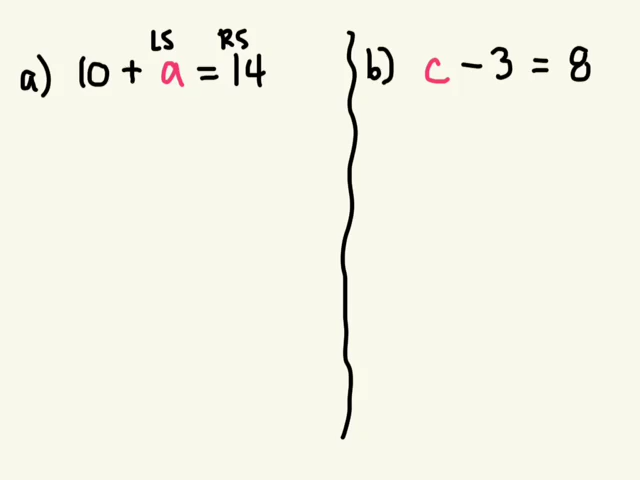 LS RS
a) 10 + a = 14
b) c - 3 = 8